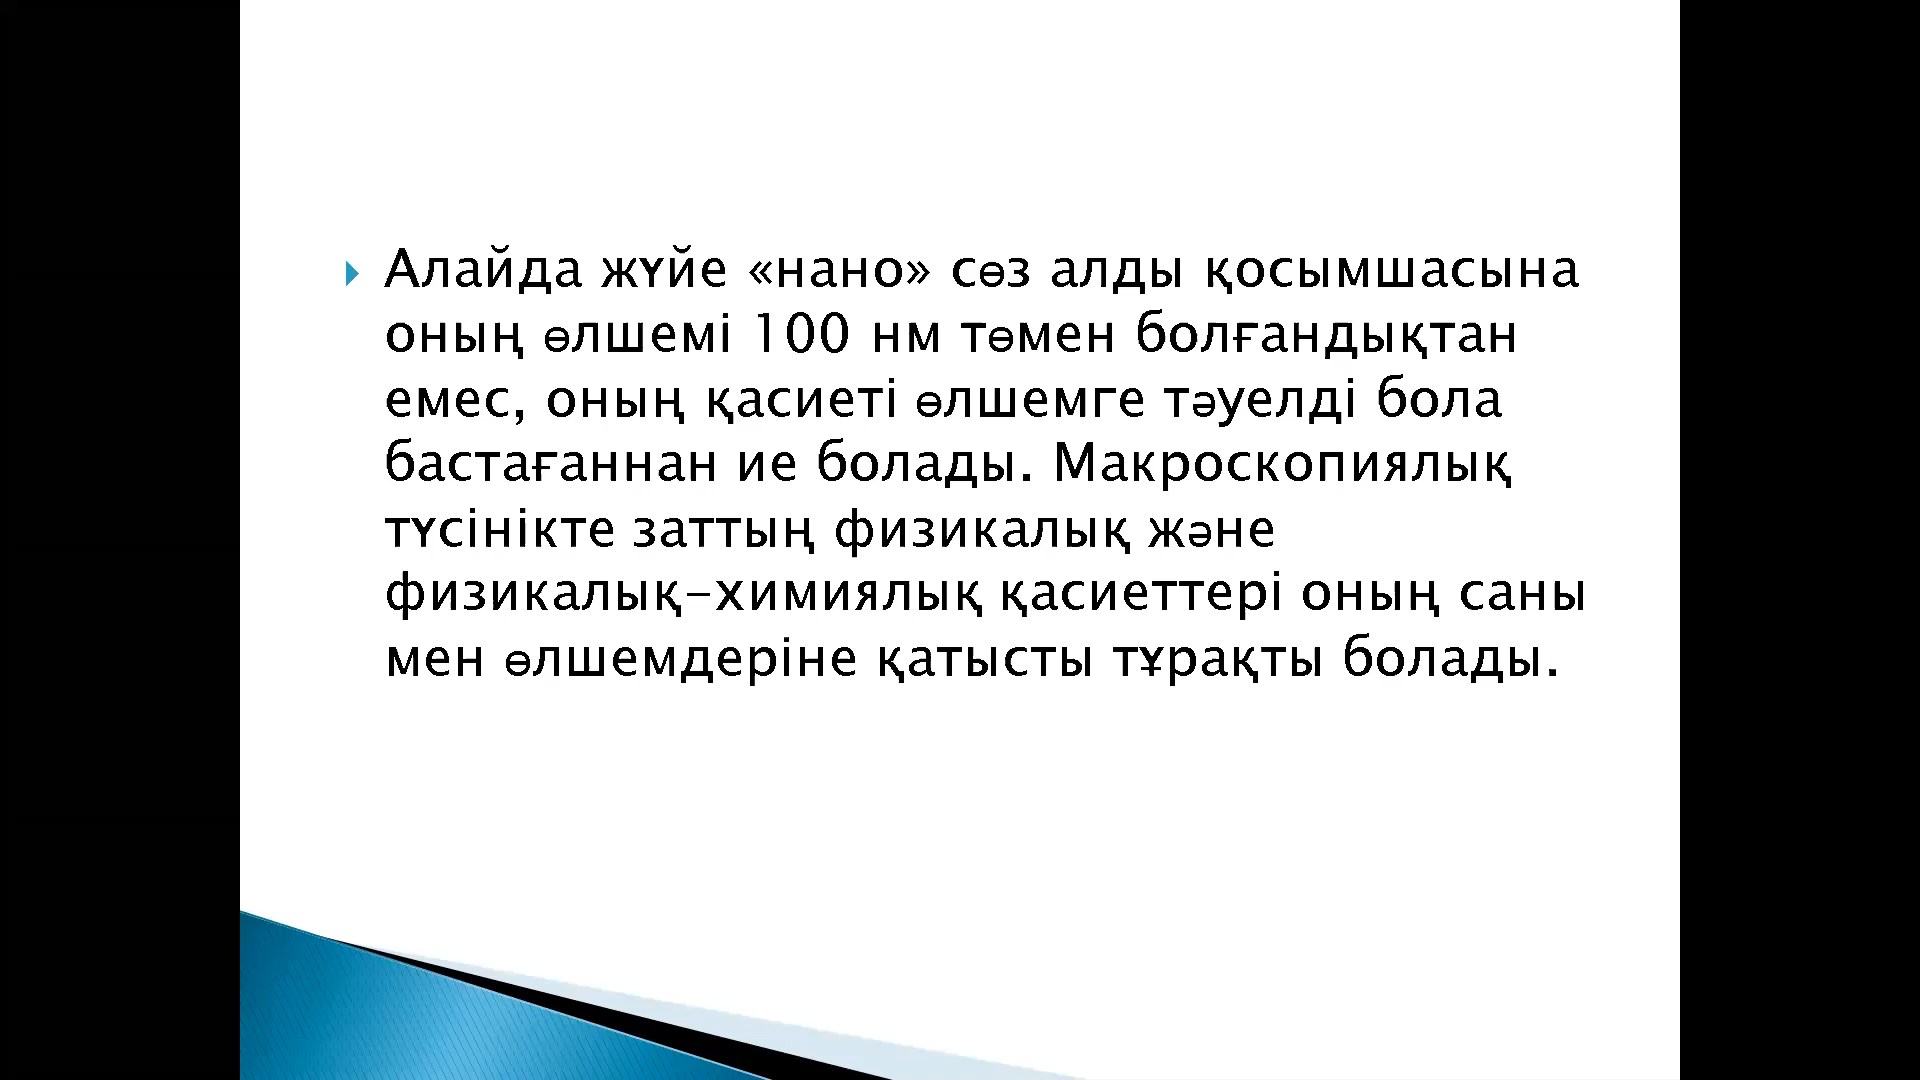 Алайда жүйе «нано» сөз алды қосымшасына
оның өлшемі 100 нм төмен болғандықтан
емес, оның қасиеті өлшемге тәуелді бола
бастағаннан ие болады. Макроскопиялық
түсінікте заттың физикалық және
физикалық-химиялық қасиеттері оның саны
мен өлшемдеріне қатысты тұрақты болады.